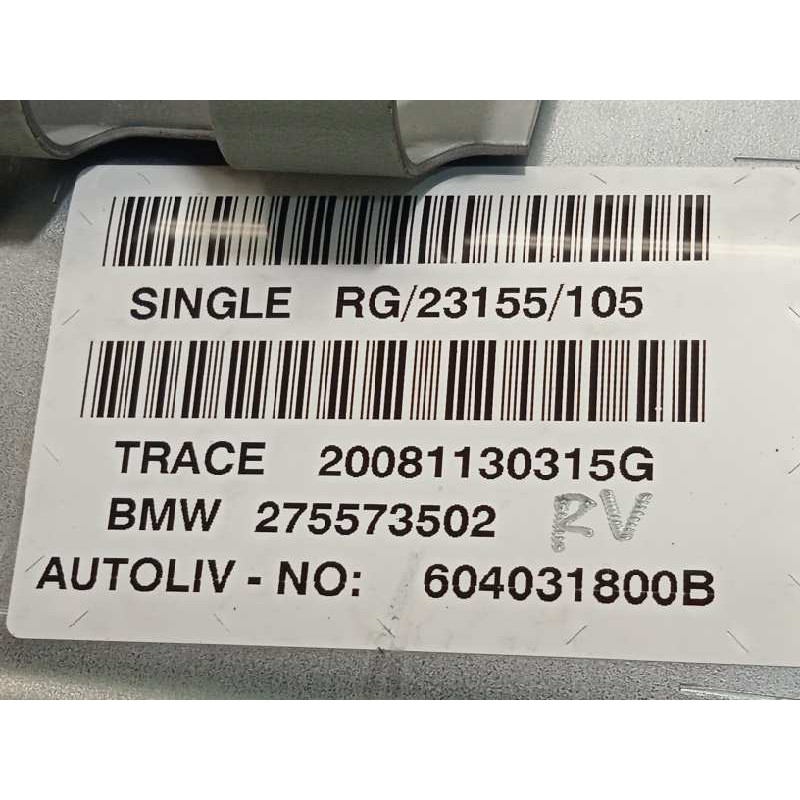 SINGLE RG/23155/105
TRACE 20081130315G
BMW 275573502 RV
AUTOLIV - NO: 604031800B